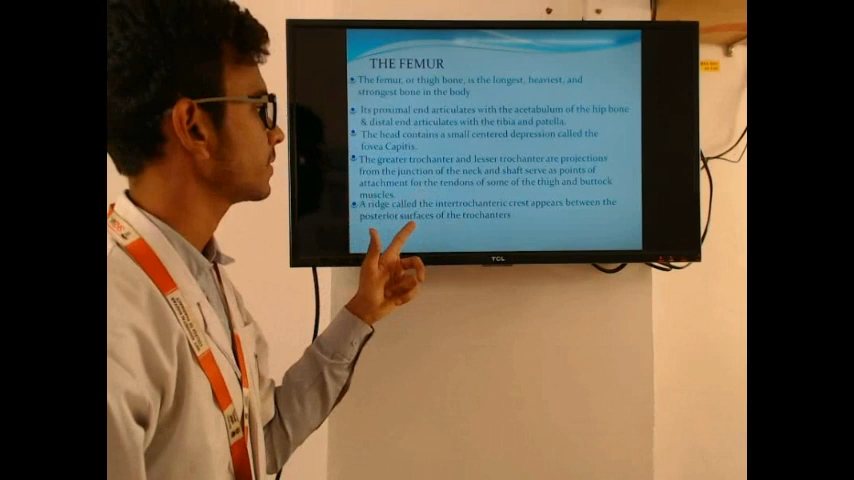 THE FEMUR
The femur, or thigh bone, is the longest, heaviest, and
strongest bone in the body
Its proximal end articulates with the acetabulum of the hip bone
& distal end articulates with the tibia and patella.
The head contains a small centered depression called the
fovea Capitis.
The greater trochanter and lesser trochanter are projections
from the junction of the neck and shaft serve as points of
attachment for the tendons of some of the thigh and buttock
muscles.
A ridge called the intertrochanteric crest appears between the
posterior surfaces of the trochanters
TCL